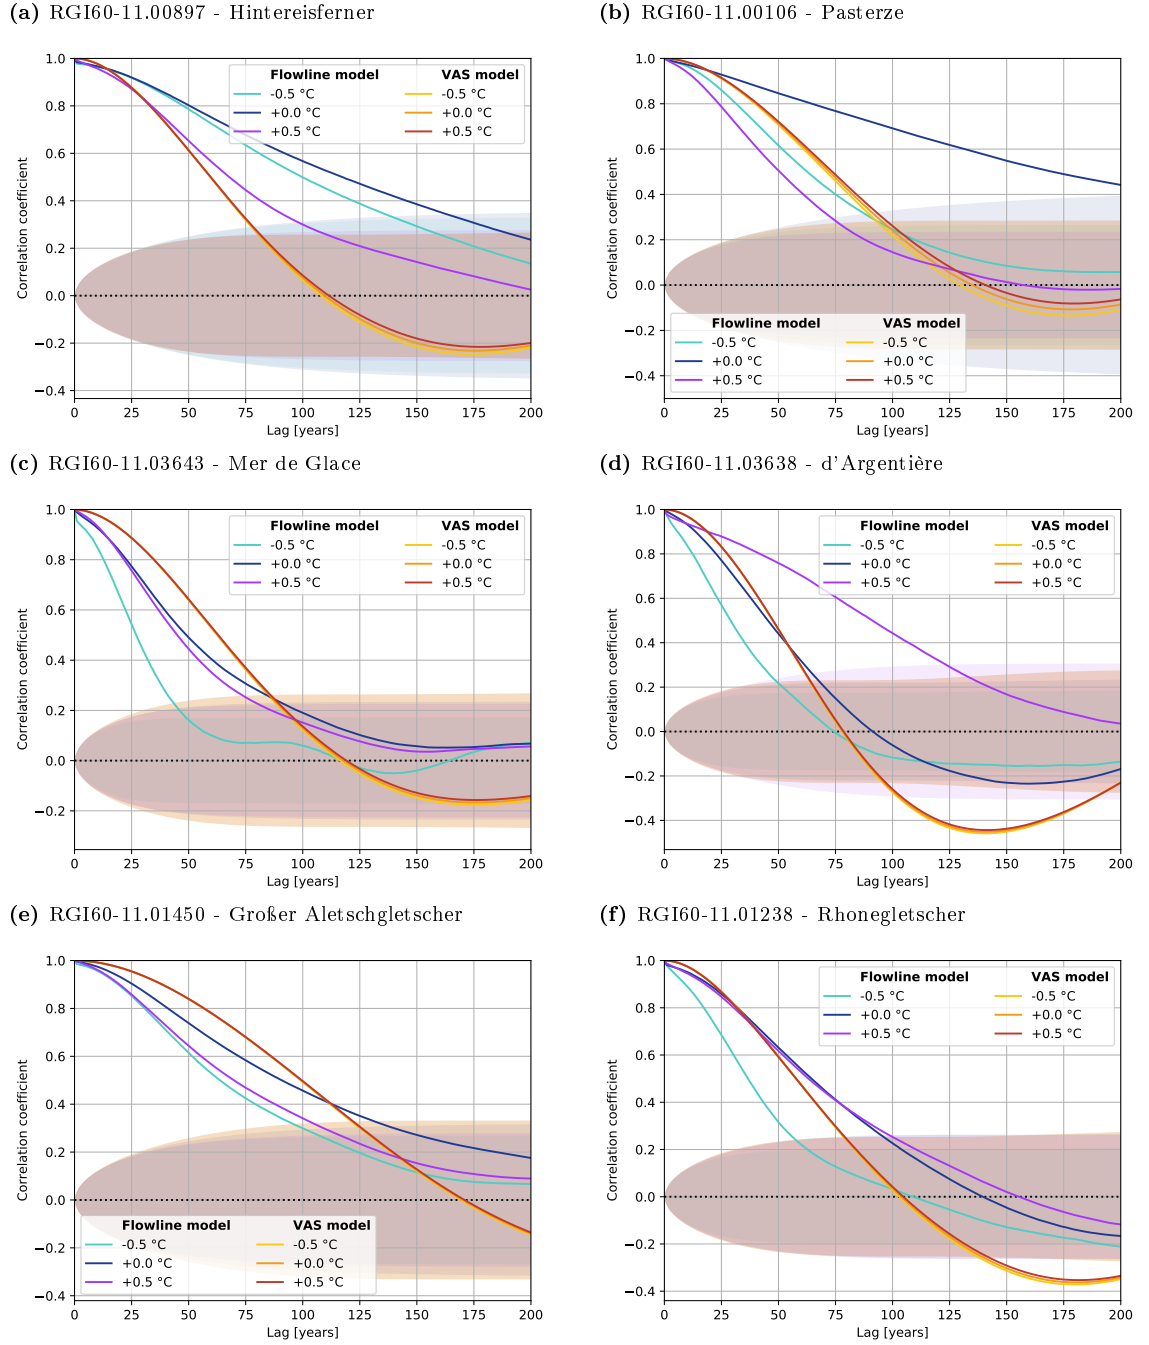 (a) RGI60-11.00897 - Hintereisferner
1.0
0.8
0.6
0.4
0.2
0.0
−0.2
−0.4
Correlation coefficient
Flowline model VAS model
-0.5 °C -0.5 °C
+0.0 °C +0.0 °C
+0.5 °C +0.5 °C
0 25 50 75 100 125 150 175 200
Lag [years]
(b) RGI60-11.00106 - Pasterze
1.0
0.8
0.6
0.4
0.2
0.0
−0.2
−0.4
Correlation coefficient
Flowline model VAS model
-0.5 °C -0.5 °C
+0.0 °C +0.0 °C
+0.5 °C +0.5 °C
0 25 50 75 100 125 150 175 200
Lag [years]
(c) RGI60-11.03643 - Mer de Glace
1.0
0.8
0.6
0.4
0.2
0.0
−0.2
Correlation coefficient
Flowline model VAS model
-0.5 °C -0.5 °C
+0.0 °C +0.0 °C
+0.5 °C +0.5 °C
0 25 50 75 100 125 150 175 200
Lag [years]
(d) RGI60-11.03638 - d'Argentière
1.0
0.8
0.6
0.4
0.2
0.0
−0.2
−0.4
Correlation coefficient
Flowline model VAS model
-0.5 °C -0.5 °C
+0.0 °C +0.0 °C
+0.5 °C +0.5 °C
0 25 50 75 100 125 150 175 200
Lag [years]
(e) RGI60-11.01450 - Großer Aletschgletscher
1.0
0.8
0.6
0.4
0.2
0.0
−0.2
−0.4
Correlation coefficient
Flowline model VAS model
-0.5 °C -0.5 °C
+0.0 °C +0.0 °C
+0.5 °C +0.5 °C
0 25 50 75 100 125 150 175 200
Lag [years]
(f) RGI60-11.01238 - Rhonegletscher
1.0
0.8
0.6
0.4
0.2
0.0
−0.2
−0.4
Correlation coefficient
Flowline model VAS model
-0.5 °C -0.5 °C
+0.0 °C +0.0 °C
+0.5 °C +0.5 °C
0 25 50 75 100 125 150 175 200
Lag [years]